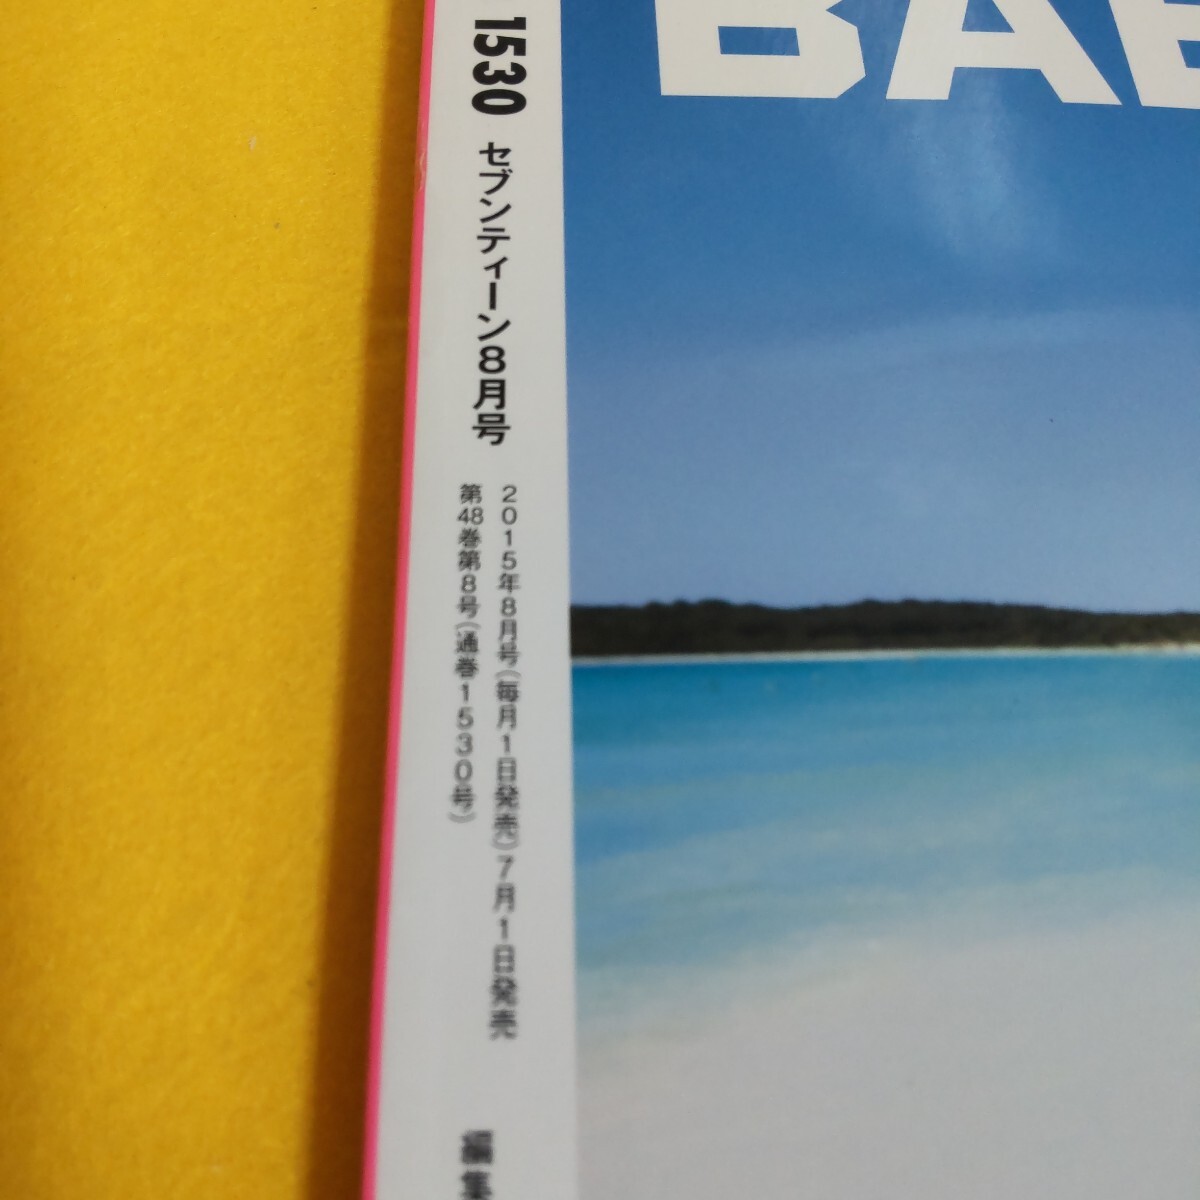 1530 セブンティーン8月号
2015年8月号(毎月1日発売)7月1日発売
第48巻第8号(通巻1530号)
編集
BAB